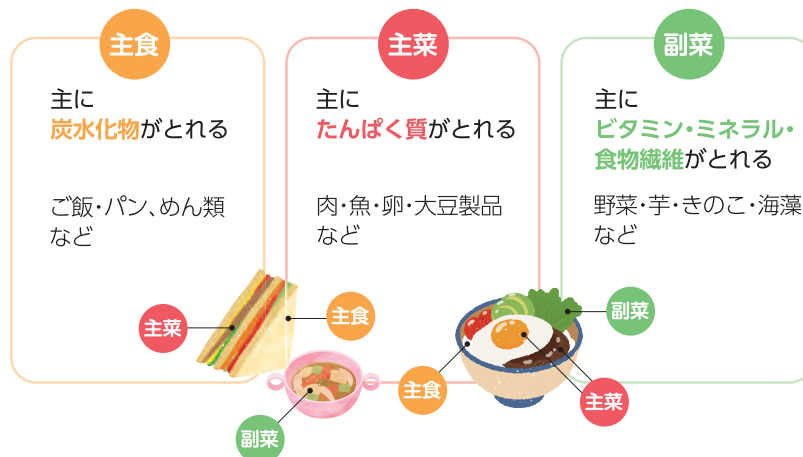 主食
主に
炭水化物がとれる
ご飯・パン、めん類
など
主菜
主に
たんぱく質がとれる
肉・魚・卵・大豆製品
など
副菜
主に
ビタミン・ミネラル・
食物繊維がとれる
野菜・芋・きのこ・海藻
など
主菜
主食
副菜
主食
副菜
主菜